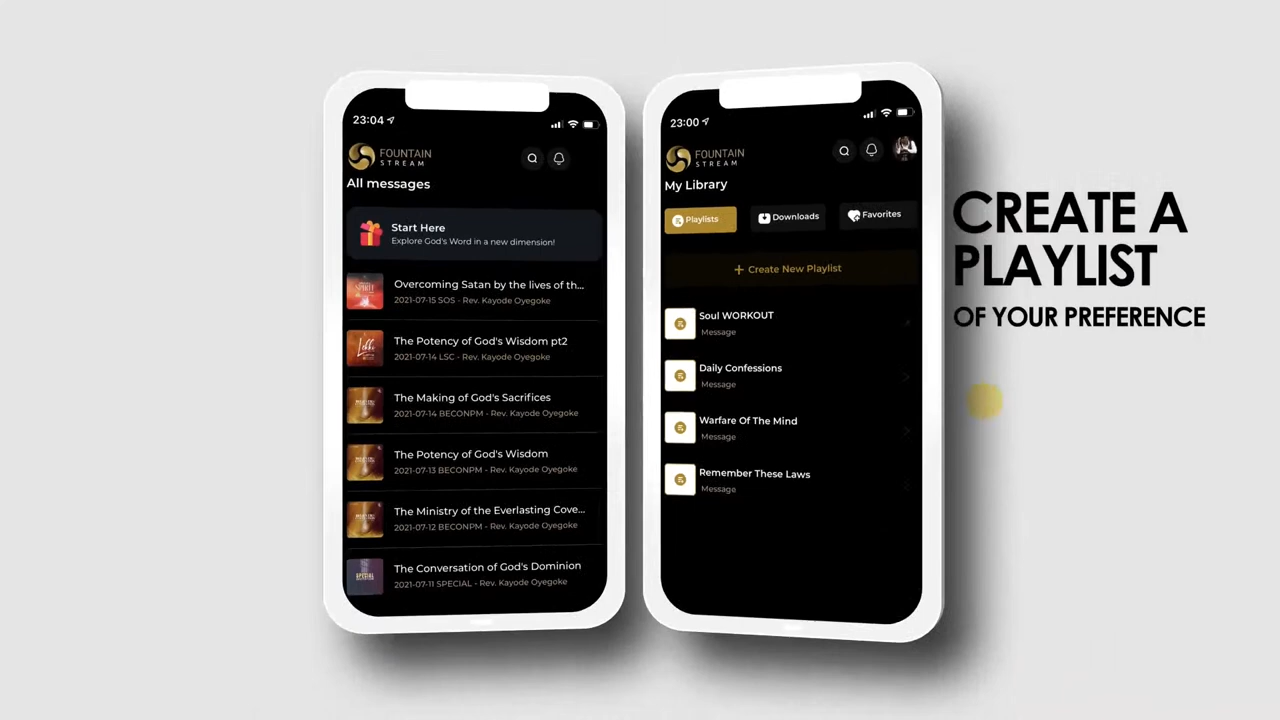 23:04
FOUNTAIN
STREAM
All messages
Start Here
Explore God's Word in a new dimension!
Overcoming Satan by the lives of th...
2021-07-15 SOS - Rev. Kayode Oyegoke
The Potency of God's Wisdom pt2
2021-07-14 LSC - Rev. Kayode Oyegoke
The Making of God's Sacrifices
2021-07-14 BECONPM - Rev. Kayode Oyegoke
The Potency of God's Wisdom
2021-07-13 BECONPM - Rev. Kayode Oyegoke
The Ministry of the Everlasting Cove...
2021-07-12 BECONPM - Rev. Kayode Oyegoke
SPECIAL
The Conversation of God's Dominion
2021-07-11 SPECIAL - Rev. Kayode Oyegoke
23:00
FOUNTAIN
STREAM
My Library
Playlists
Downloads
Favorites
+ Create New Playlist
Soul WORKOUT
Message
Daily Confessions
Message
Warfare Of The Mind
Message
Remember These Laws
Message
CREATE A
PLAYLIST
OF YOUR PREFERENCE